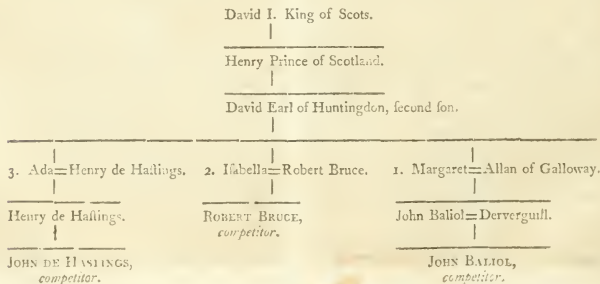 David I. King of Scots.
Henry Prince of Scotland.
David Earl of Huntingdon, ſecond ſon.
3. Ada=Henry de Haſtings. 2. Iſabella=Robert Bruce. 1. Margaret=Allan of Galloway.
Henry de Haſtings. ROBERT BRUCE, John Baliol=Derverguill.
competitor.
JOHN DE HASTINGS, JOHN BALIOL,
competitor. competitor.